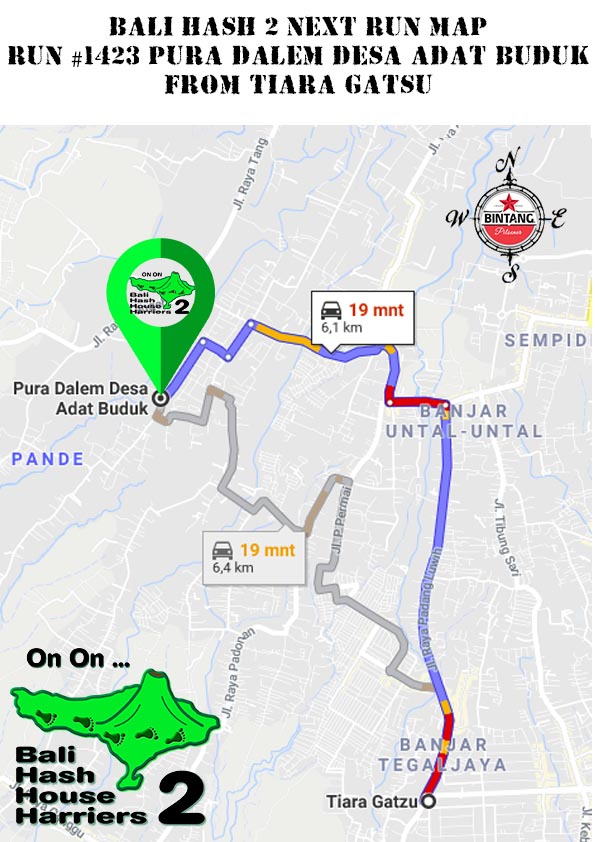 BALI HASH 2 NEXT RUN MAP
RUN #1423 PURA DALEM DESA ADAT BUDUK
FROM TIARA GATSU
Jl. Raya Tang
N
W
E
S
BINTANG
Pilsener
ON ON
Bali
Hash
House
Harriers 2
19 mnt
6,1 km
SEMPID
Jl. Ra
Pura Dalem Desa
Adat Buduk
BANJAR
UNTAL-UNTAL
PANDE
Jl. P. Permai
Jl. Tibung Sari
19 mnt
6,4 km
Jl. Raya Padang Luwih
Jl. Raya Padonan
On On ...
BANJAR
TEGALJAYA
Bali
Hash
House
Harriers 2
Tiara Gatzu
Jl. Keb